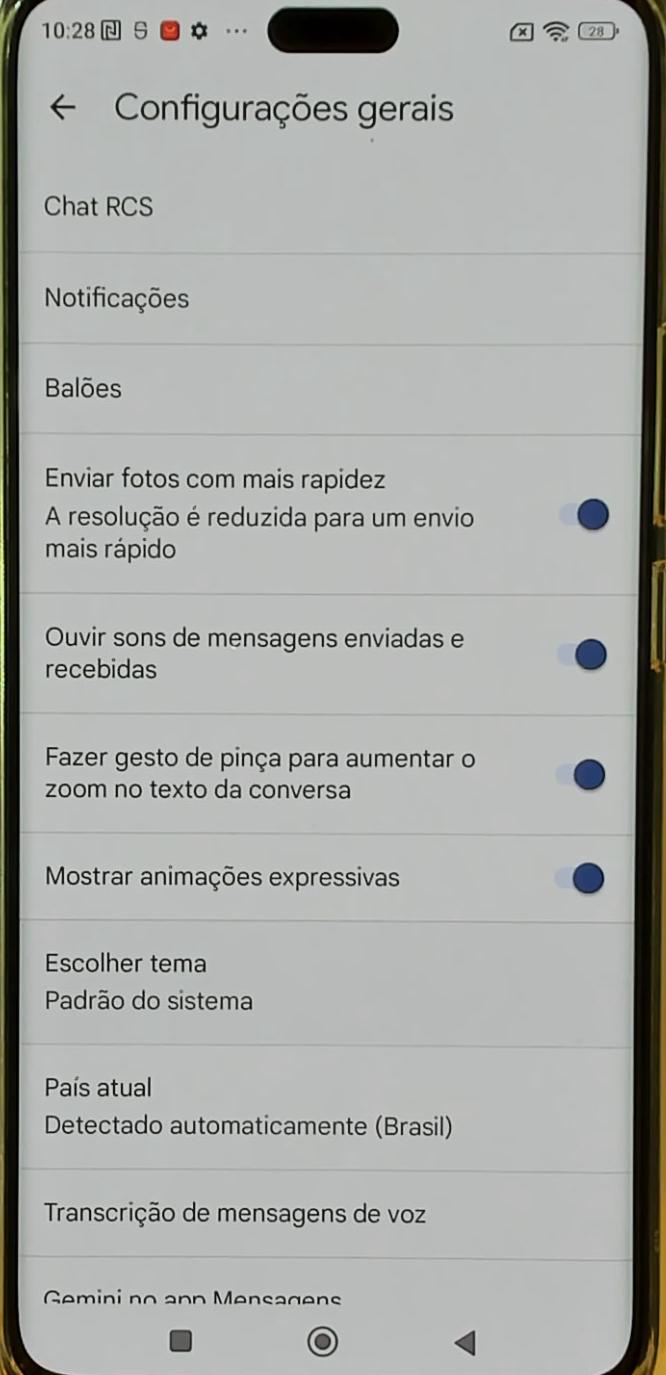 10:28
28
Configurações gerais
Chat RCS
Notificações
Balões
Enviar fotos com mais rapidez
A resolução é reduzida para um envio
mais rápido
Ouvir sons de mensagens enviadas e
recebidas
Fazer gesto de pinça para aumentar o
zoom no texto da conversa
Mostrar animações expressivas
Escolher tema
Padrão do sistema
País atual
Detectado automaticamente (Brasil)
Transcrição de mensagens de voz
Gemini no app Mensagens